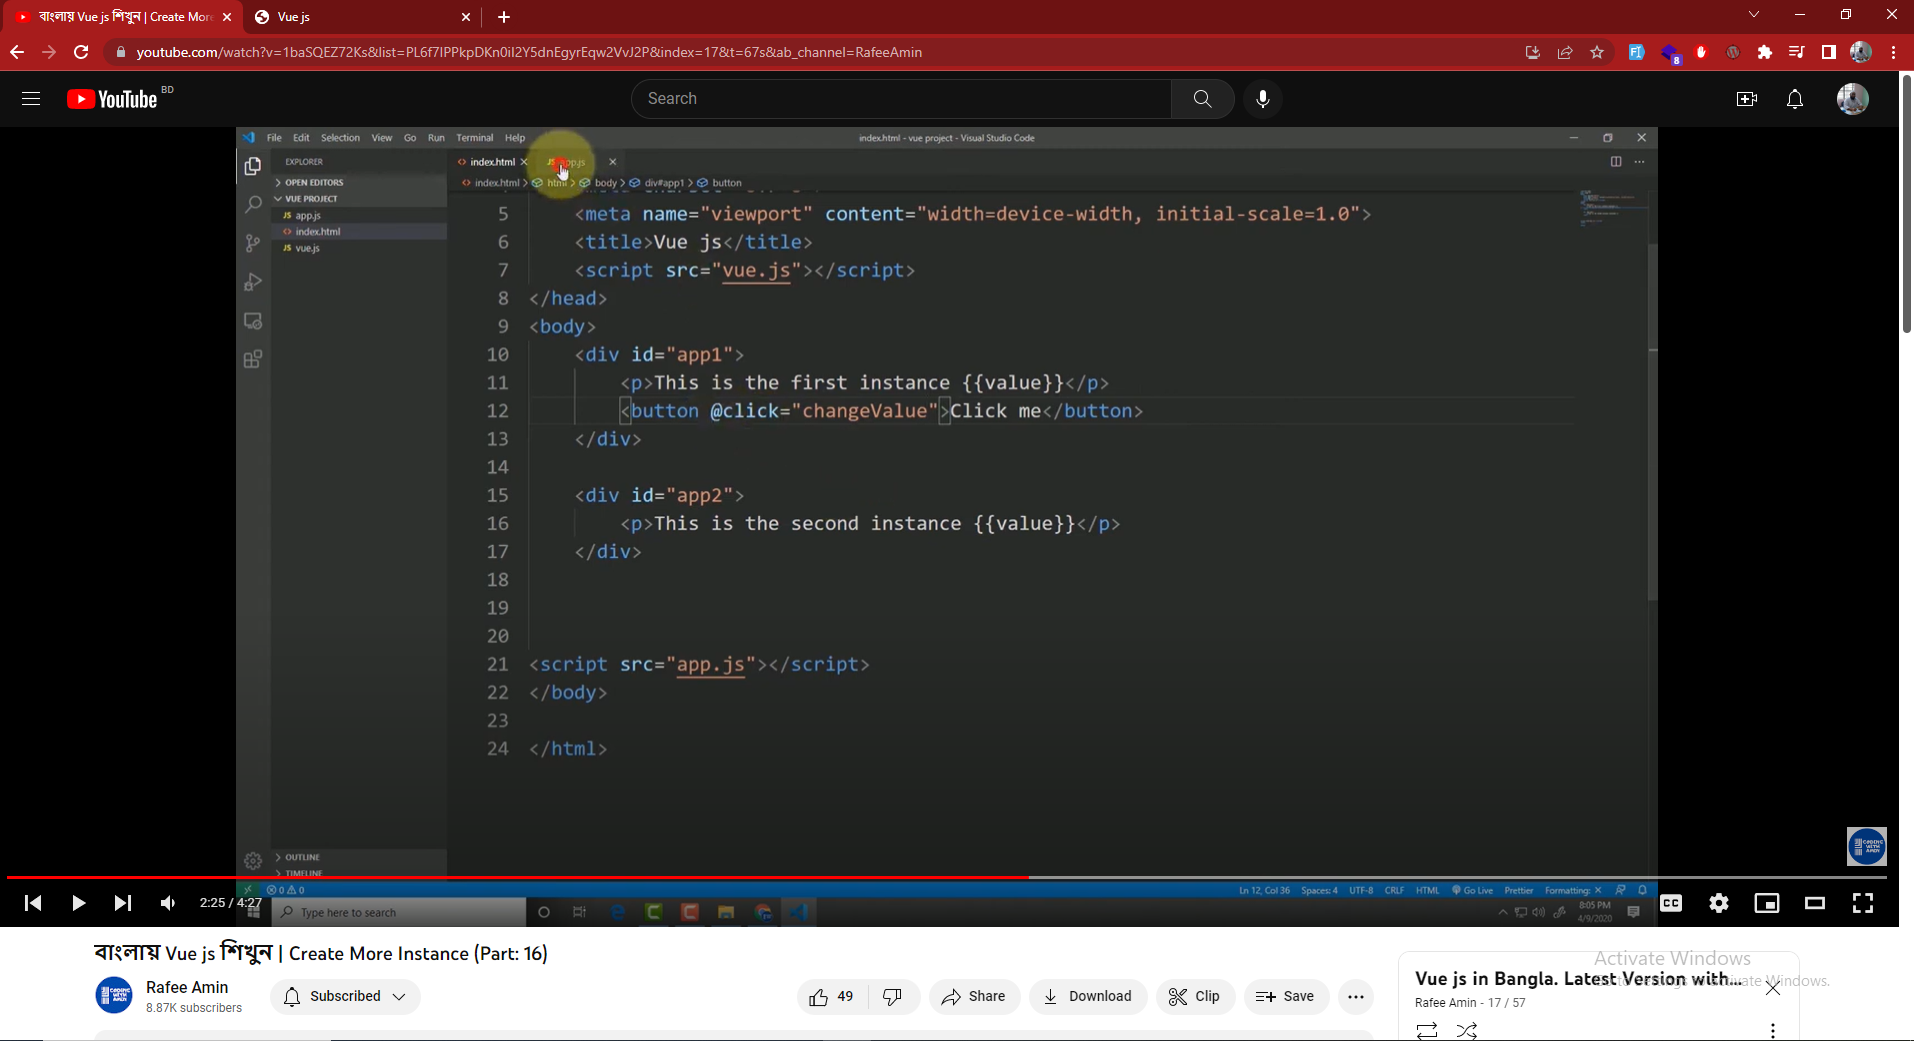 বাংলায় Vue js শিখুন | Create More
Vue js
youtube.com/watch?v=1baSQEZ72Ks&list=PL6f7IPPkpDKn0iI2Y5dnEgyrEqw2VvJ2P&index=17&t=67s&ab_channel=RafeeAmin
8
YouTube BD
Search
File Edit Selection View Go Run Terminal Help
index.html - vue project - Visual Studio Code
EXPLORER
index.html
app.js
OPEN EDITORS
index.html > html > body > div#app1 > button
VUE PROJECT
JS app.js
index.html
JS vue.js
5 <meta name="viewport" content="width=device-width, initial-scale=1.0">
6 <title>Vue js</title>
7 <script src="vue.js"></script>
8 </head>
9 <body>
10 <div id="app1">
11 <p>This is the first instance {{value}}</p>
12 <button @click="changeValue">Click me</button>
13 </div>
14
15 <div id="app2">
16 <p>This is the second instance {{value}}</p>
17 </div>
18
19
20
21 <script src="app.js"></script>
22 </body>
23
24 </html>
CODING WITH AMIN
OUTLINE
TIMELINE
0 0
Ln 12, Col 36 Spaces: 4 UTF-8 CRLF HTML Go Live Prettier Formatting: ×
2:25 / 4:27
Type here to search
8:05 PM
4/9/2020
CC
বাংলায় Vue js শিখুন | Create More Instance (Part: 16)
Rafee Amin
8.87K subscribers
Subscribed
49
Share
Download
Clip
Save
Activate Windows
Go to Settings to activate Windows.
Vue js in Bangla. Latest Version with...
Rafee Amin - 17 / 57